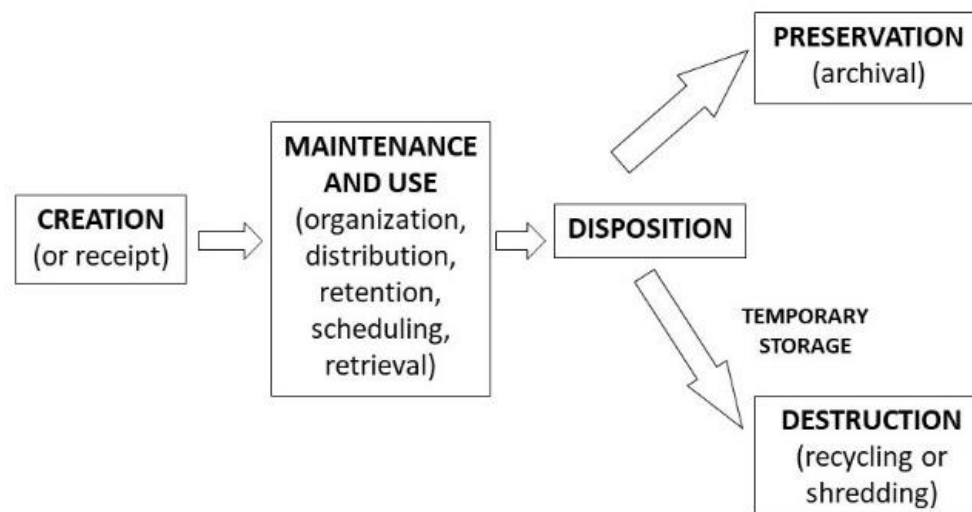 CREATION
(or receipt)
MAINTENANCE
AND USE
(organization,
distribution,
retention,
scheduling,
retrieval)
DISPOSITION
PRESERVATION
(archival)
TEMPORARY
STORAGE
DESTRUCTION
(recycling or
shredding)